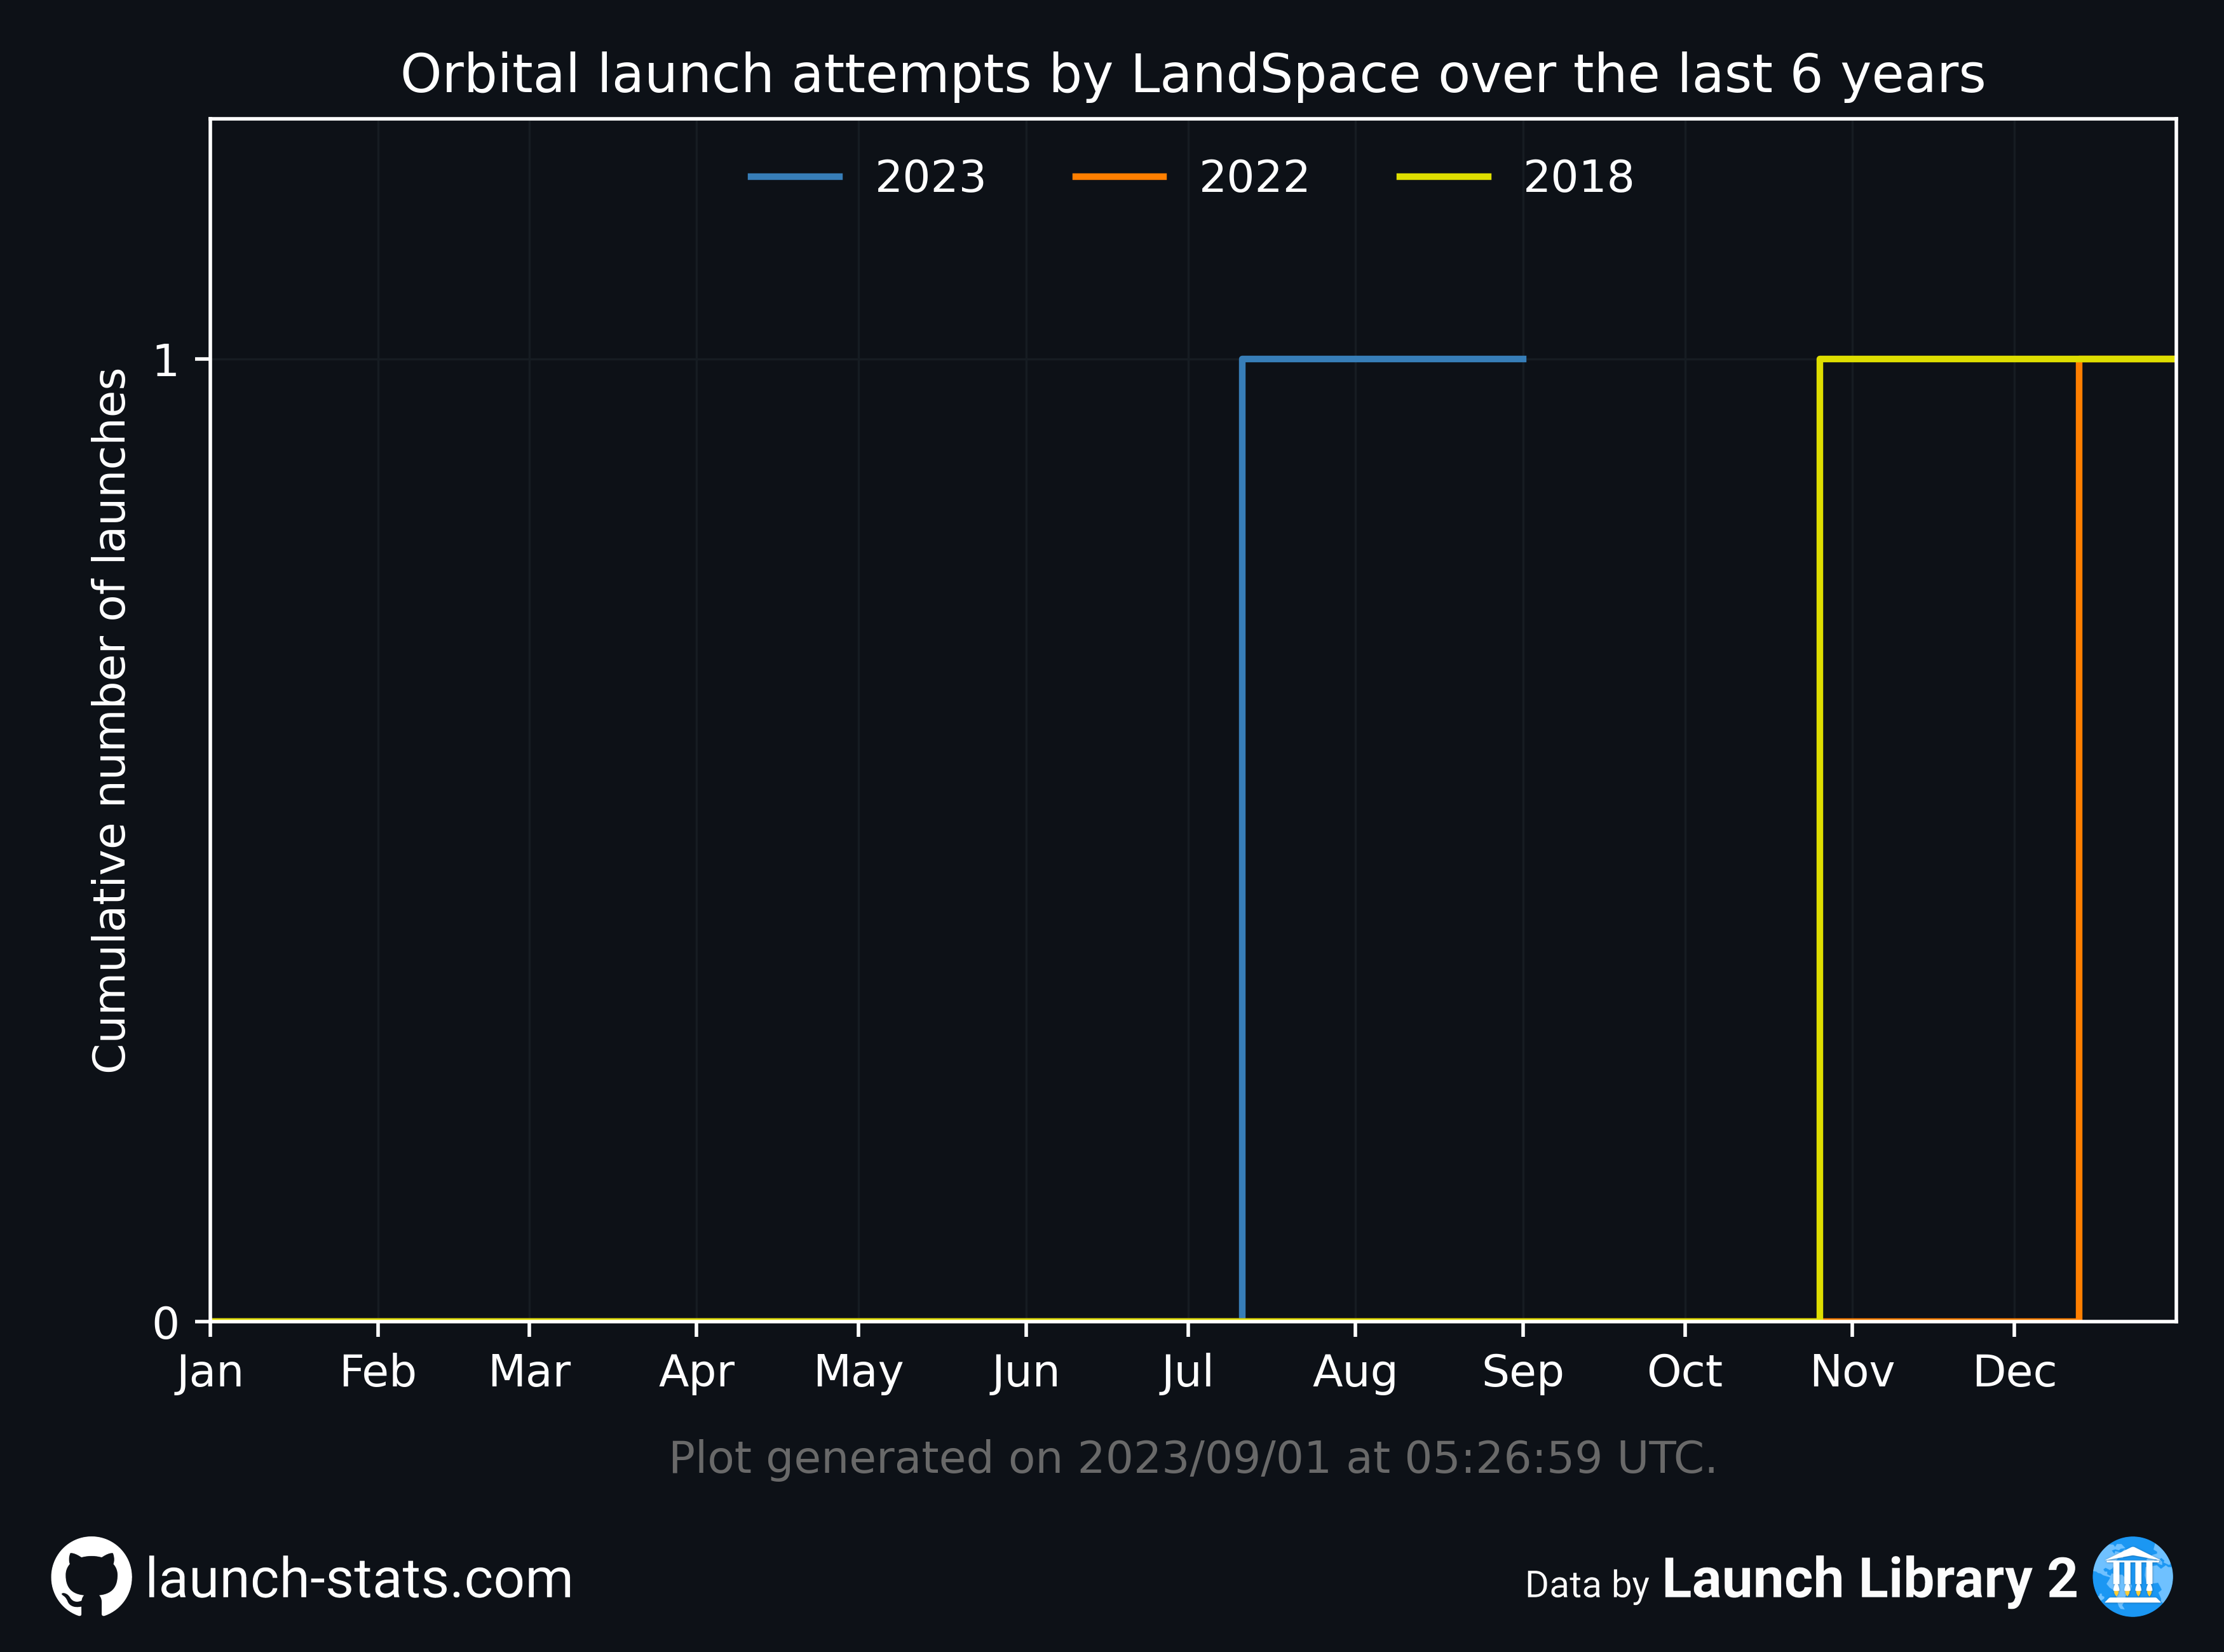 Orbital launch attempts by LandSpace over the last 6 years
2023 2022 2018
Cumulative number of launches
1
0
Jan Feb Mar Apr May Jun Jul Aug Sep Oct Nov Dec
Plot generated on 2023/09/01 at 05:26:59 UTC.
launch-stats.com
Data by Launch Library 2